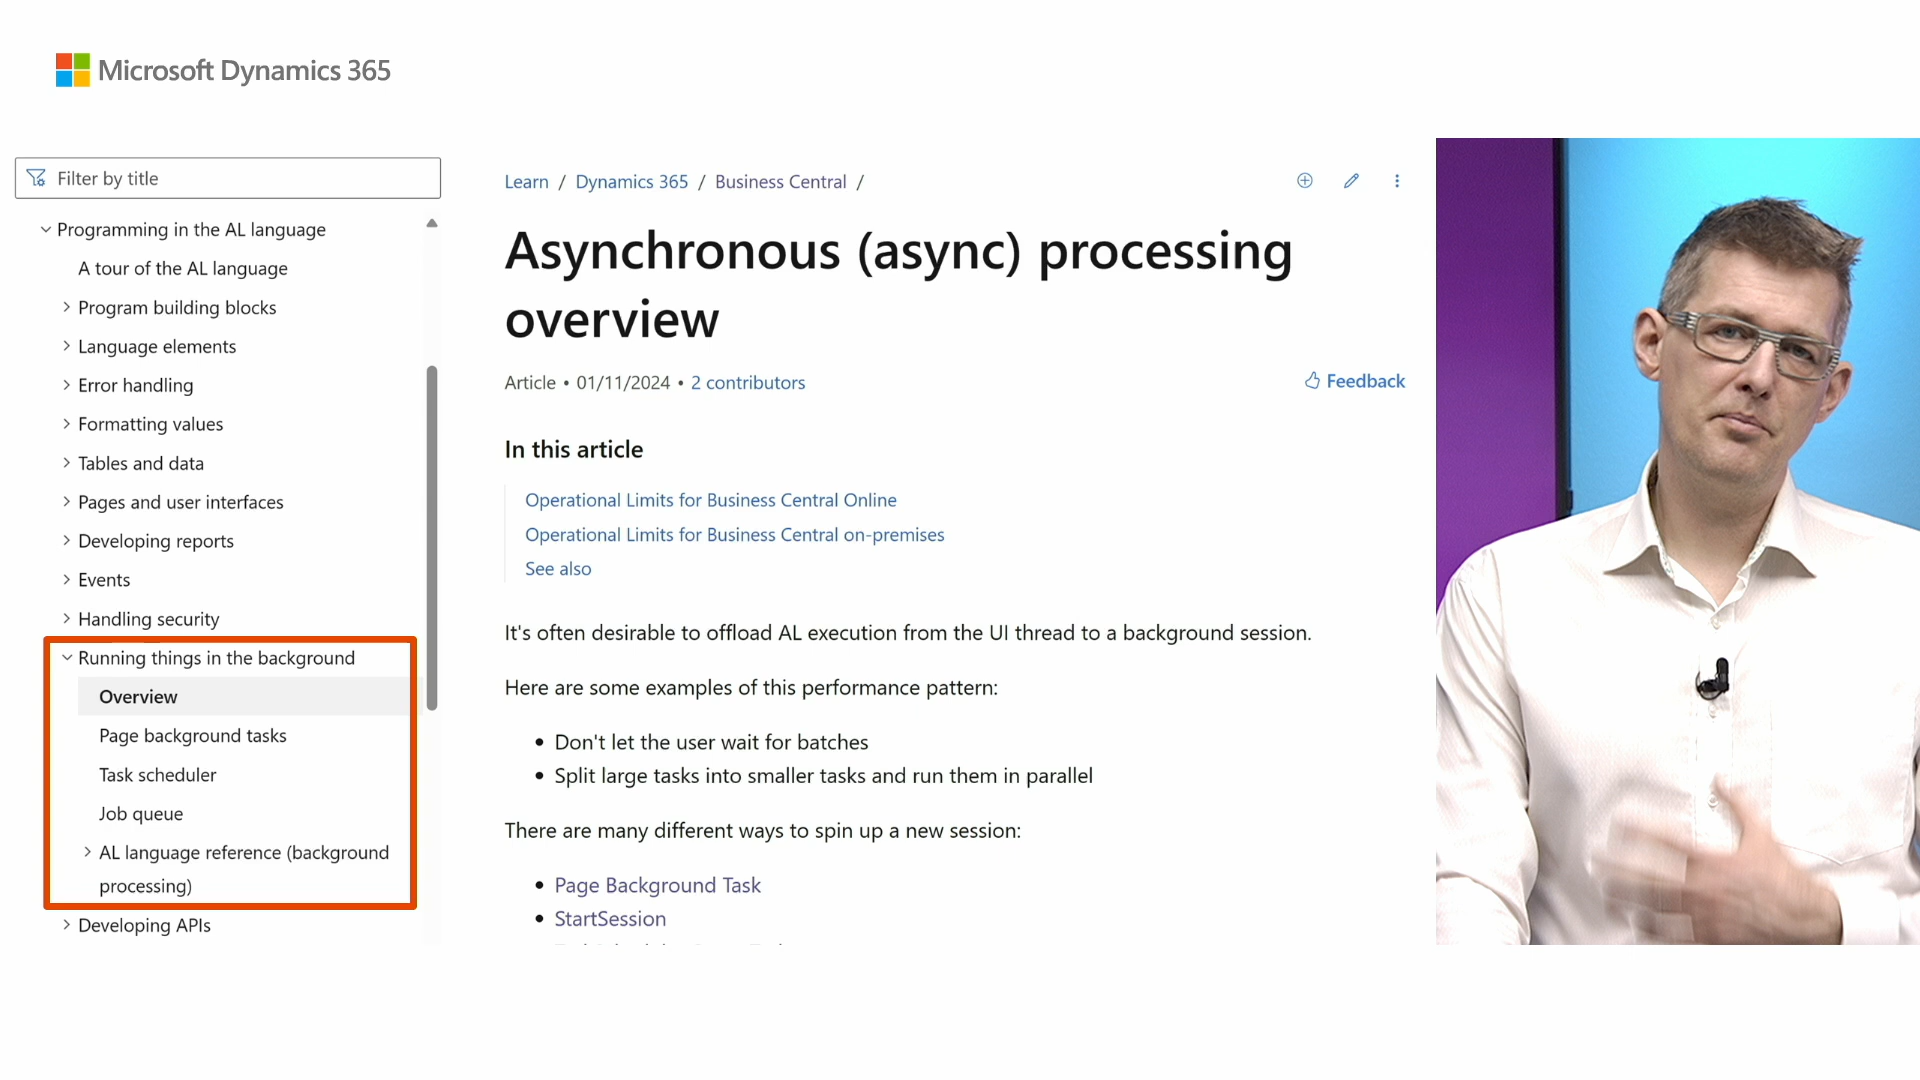 Microsoft Dynamics 365
Filter by title
Programming in the AL language
A tour of the AL language
Program building blocks
Language elements
Error handling
Formatting values
Tables and data
Pages and user interfaces
Developing reports
Events
Handling security
Running things in the background
Overview
Page background tasks
Task scheduler
Job queue
AL language reference (background
processing)
Developing APIs
Learn / Dynamics 365 / Business Central /
Asynchronous (async) processing
overview
Article • 01/11/2024 • 2 contributors
Feedback
In this article
Operational Limits for Business Central Online
Operational Limits for Business Central on-premises
See also
It's often desirable to offload AL execution from the UI thread to a background session.
Here are some examples of this performance pattern:
• Don't let the user wait for batches
• Split large tasks into smaller tasks and run them in parallel
There are many different ways to spin up a new session:
• Page Background Task
• StartSession